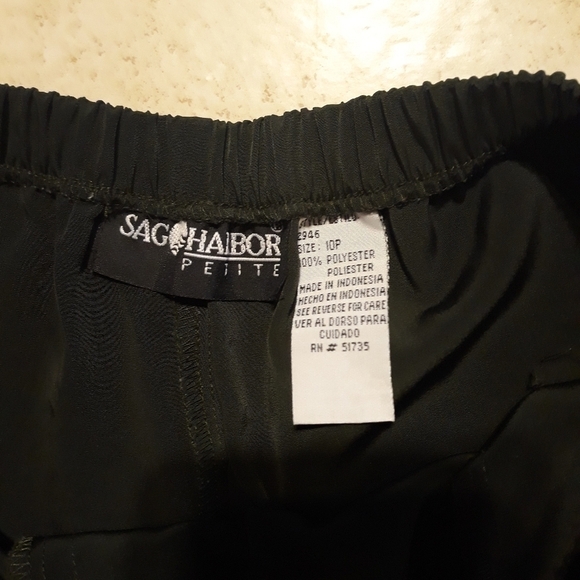 SAG HARBOR®
PETITE
2946
SIZE: 10P
100% POLYESTER
POLIESTER
MADE IN INDONESIA
HECHO EN INDONESIA
SEE REVERSE FOR CARE
VER AL DORSO PARA
CUIDADO
RN # 51735